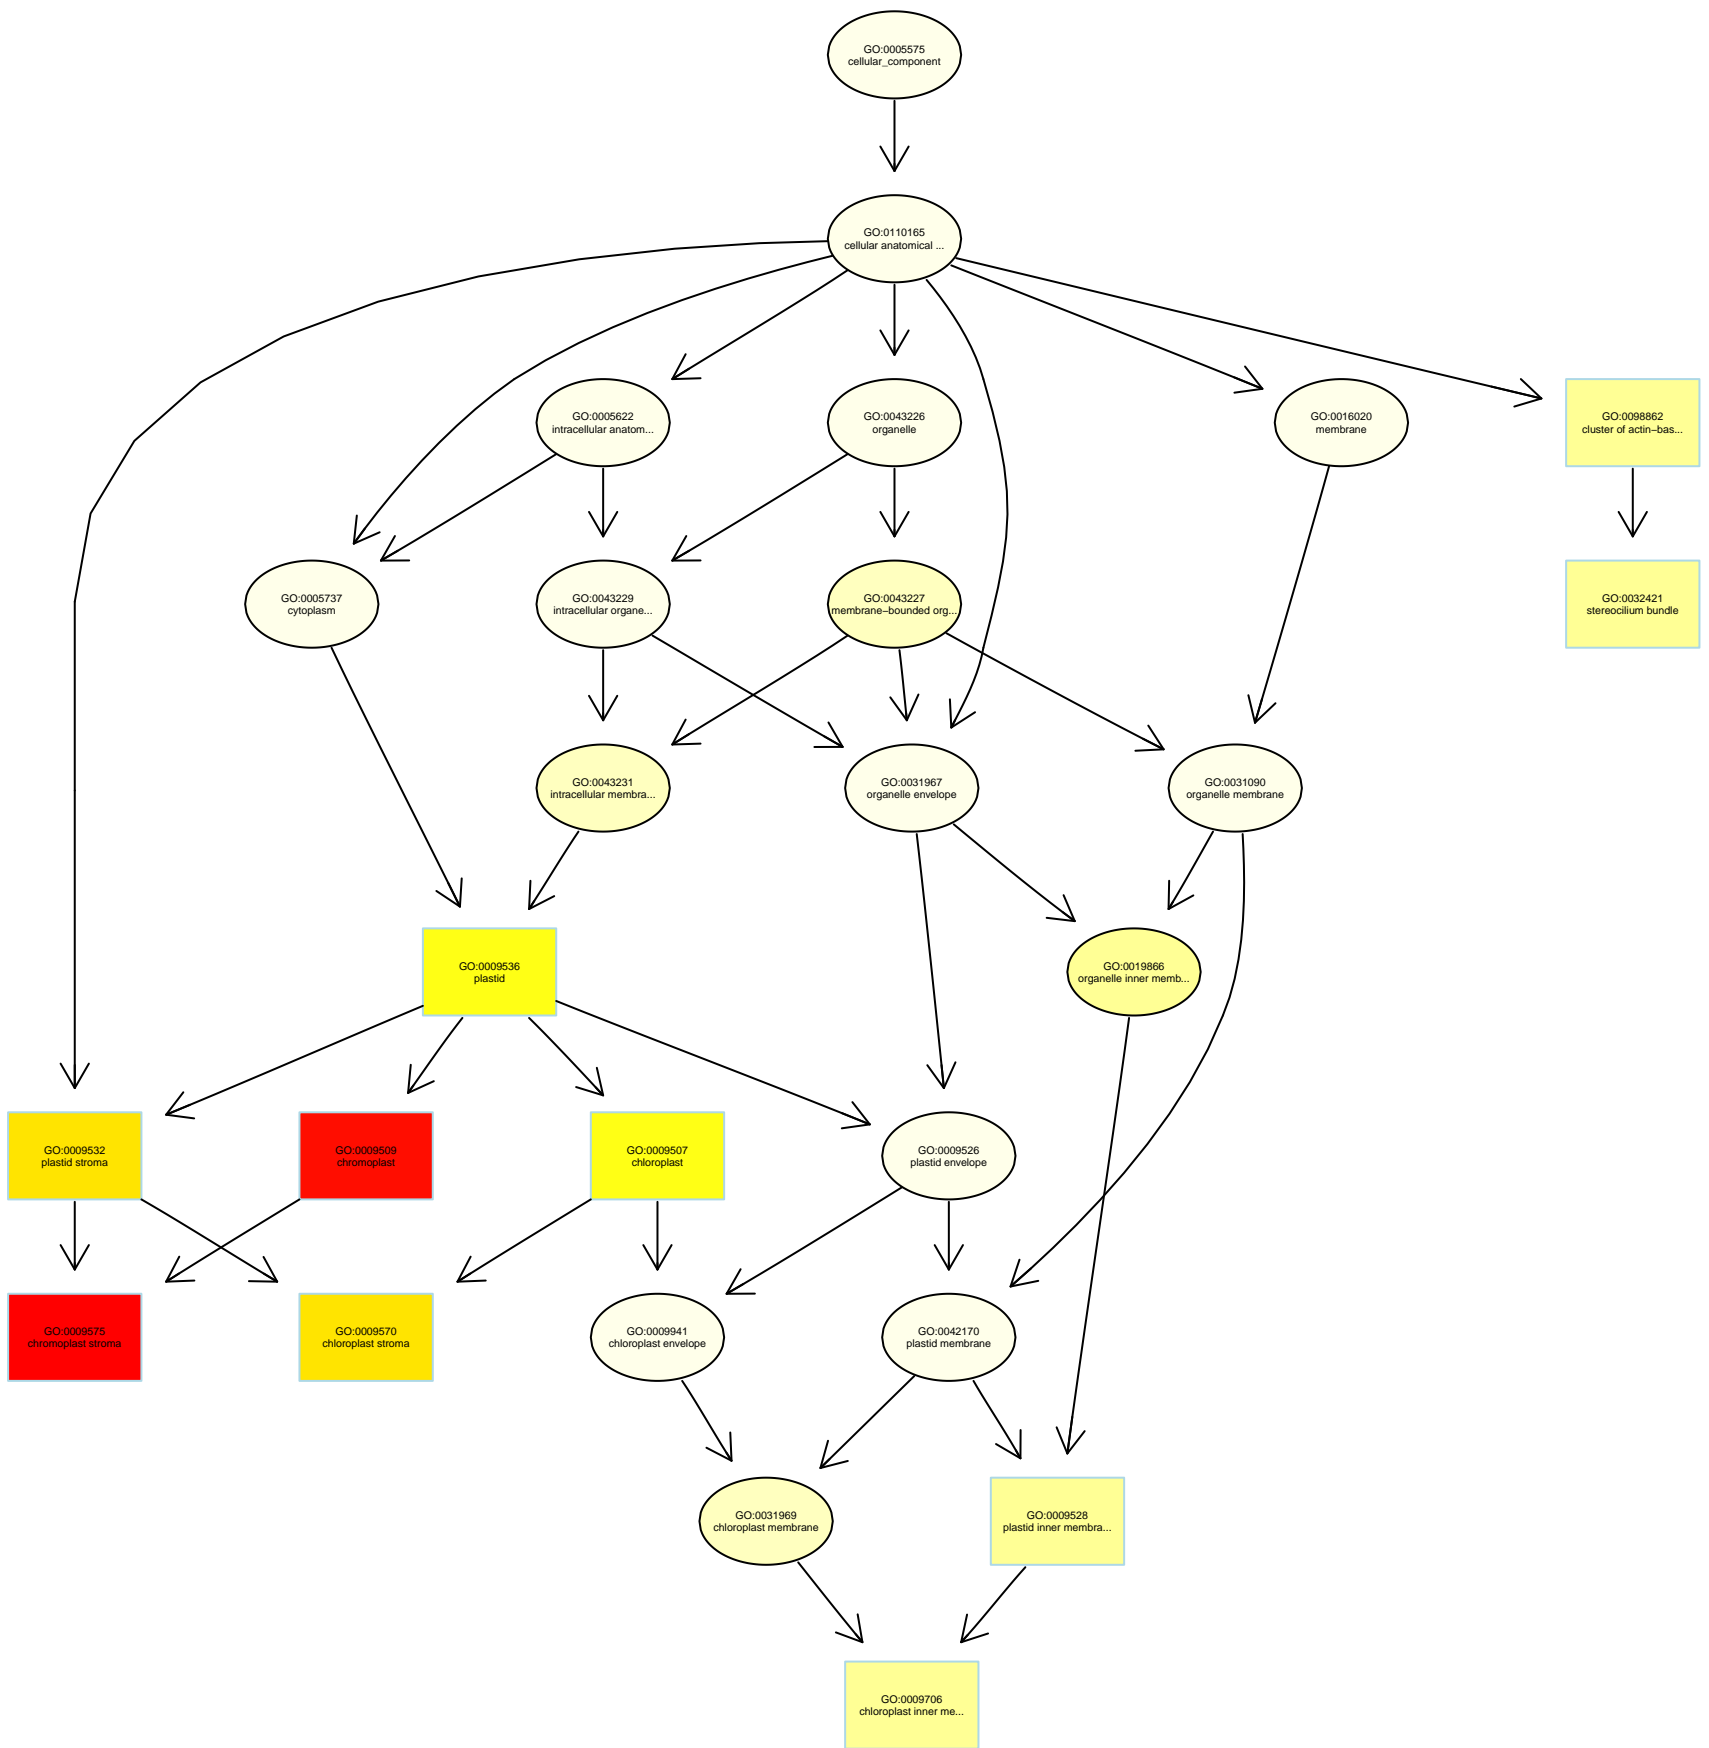 GO:0005575
cellular_component
GO:0110165
cellular anatomical ...
GO:0005622
intracellular anatom...
GO:0043226
organelle
GO:0016020
membrane
GO:0098862
cluster of actin−bas...
GO:0005737
cytoplasm
GO:0043229
intracellular organe...
GO:0043227
membrane−bounded org...
GO:0032421
stereocilium bundle
GO:0043231
intracellular membra...
GO:0031967
organelle envelope
GO:0031090
organelle membrane
GO:0009536
plastid
GO:0019866
organelle inner memb...
GO:0009532
plastid stroma
GO:0009509
chromoplast
GO:0009507
chloroplast
GO:0009526
plastid envelope
GO:0009575
chromoplast stroma
GO:0009570
chloroplast stroma
GO:0009941
chloroplast envelope
GO:0042170
plastid membrane
GO:0031969
chloroplast membrane
GO:0009528
plastid inner membra...
GO:0009706
chloroplast inner me...